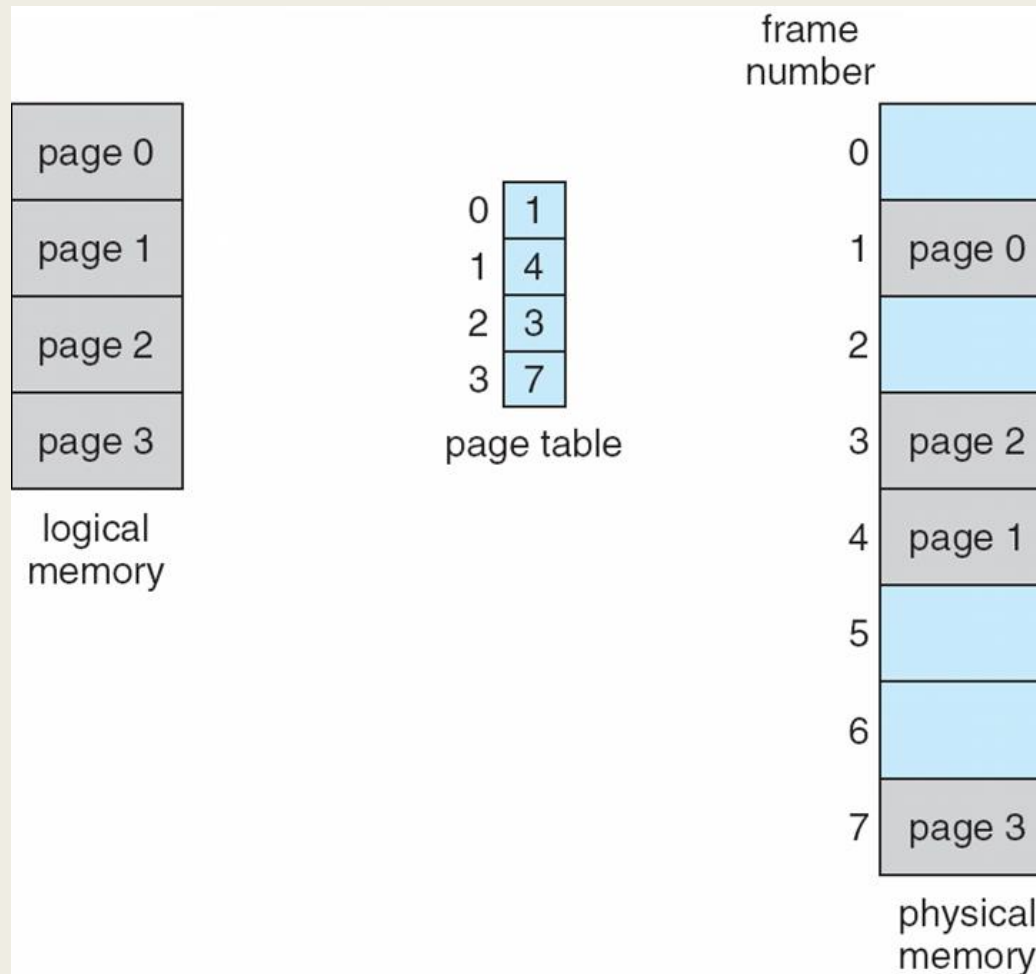 page 0
page 1
page 2
page 3
logical
memory
0 1
1 4
2 3
3 7
page table
frame
number
0
1 page 0
2
3 page 2
4 page 1
5
6
7 page 3
physical
memory